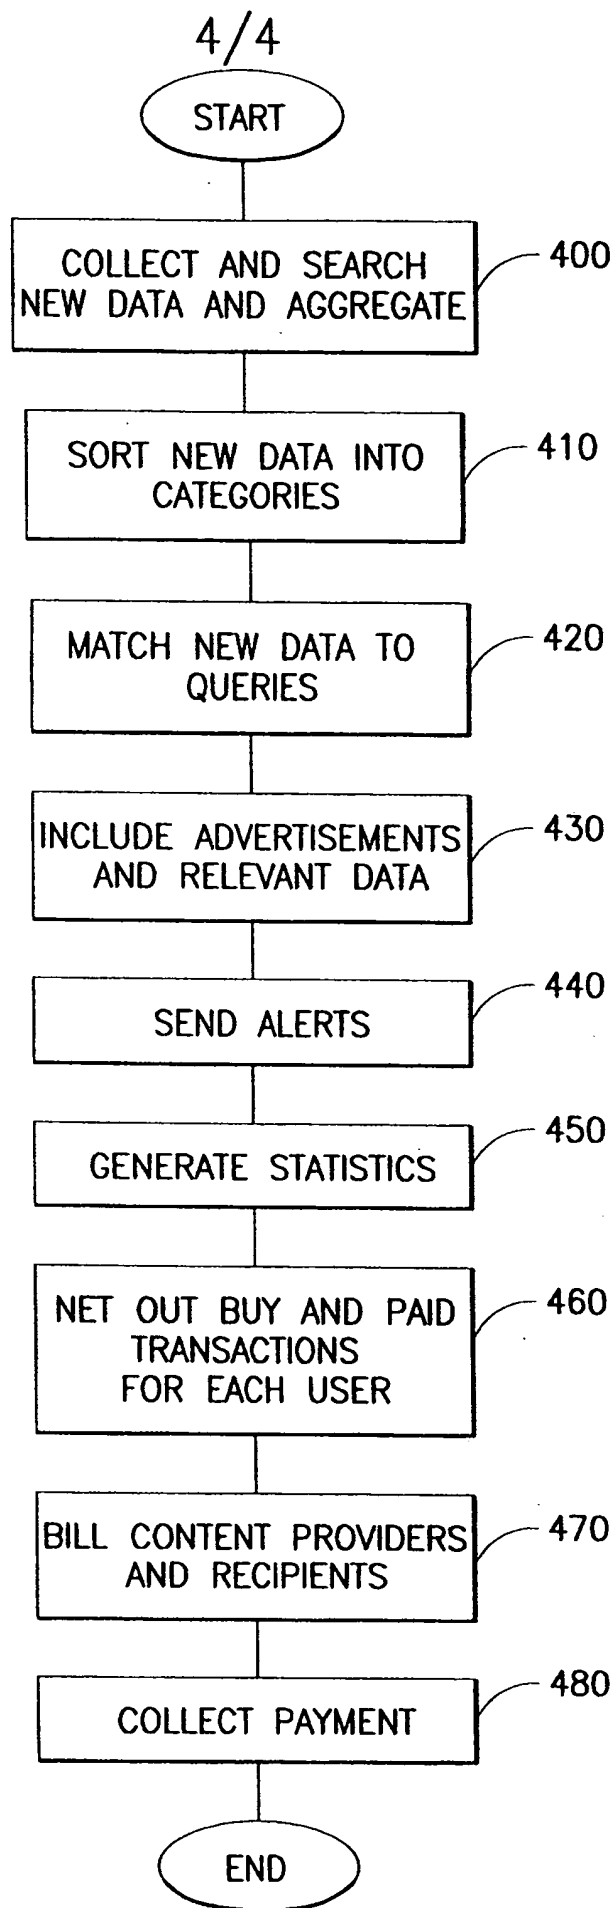 4/4
START
COLLECT AND SEARCH
NEW DATA AND AGGREGATE
400
SORT NEW DATA INTO
CATEGORIES
410
MATCH NEW DATA TO
QUERIES
420
INCLUDE ADVERTISEMENTS
AND RELEVANT DATA
430
SEND ALERTS
440
GENERATE STATISTICS
450
NET OUT BUY AND PAID
TRANSACTIONS
FOR EACH USER
460
BILL CONTENT PROVIDERS
AND RECIPIENTS
470
COLLECT PAYMENT
480
END